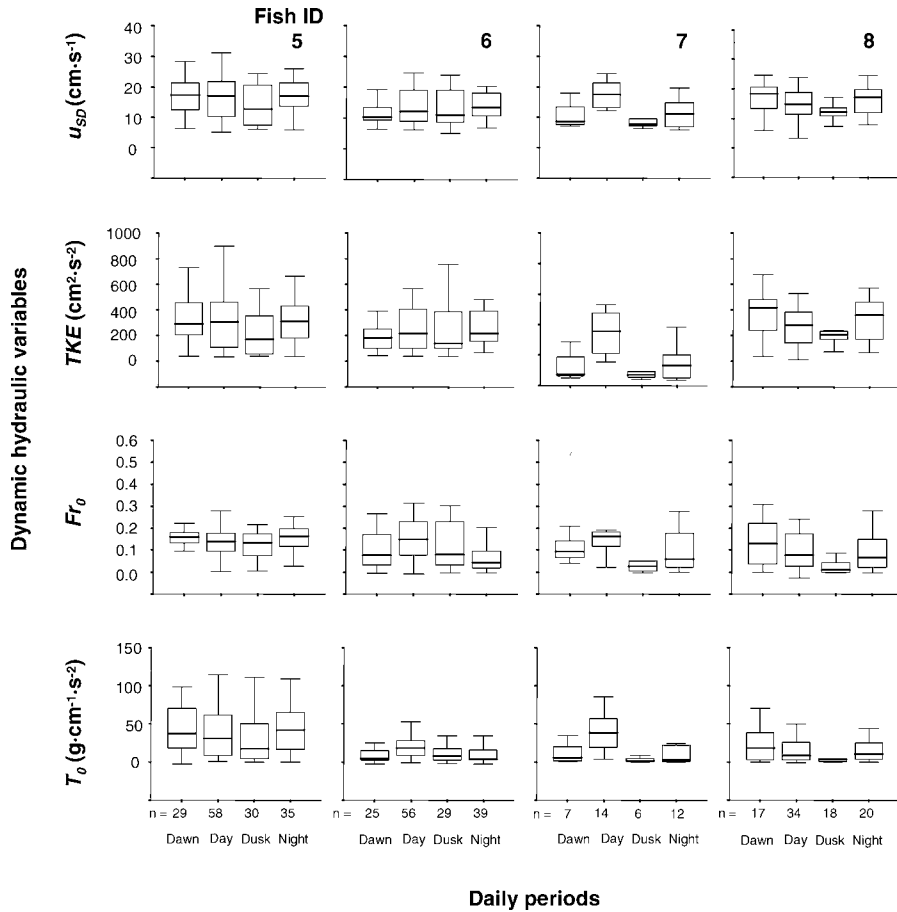 Fish ID
5 6 7 8
u_SD (cm·s⁻¹)
40
30
20
10
0
TKE (cm²·s⁻²)
1000
800
600
400
200
0
Dynamic hydraulic variables
Fr₀
0.6
0.5
0.4
0.3
0.2
0.1
0.0
T₀ (g·cm⁻¹·s⁻²)
150
100
50
0
n = 29 58 30 35 n = 25 56 29 39 n = 7 14 6 12 n = 17 34 18 20
Dawn Day Dusk Night Dawn Day Dusk Night Dawn Day Dusk Night Dawn Day Dusk Night
Daily periods